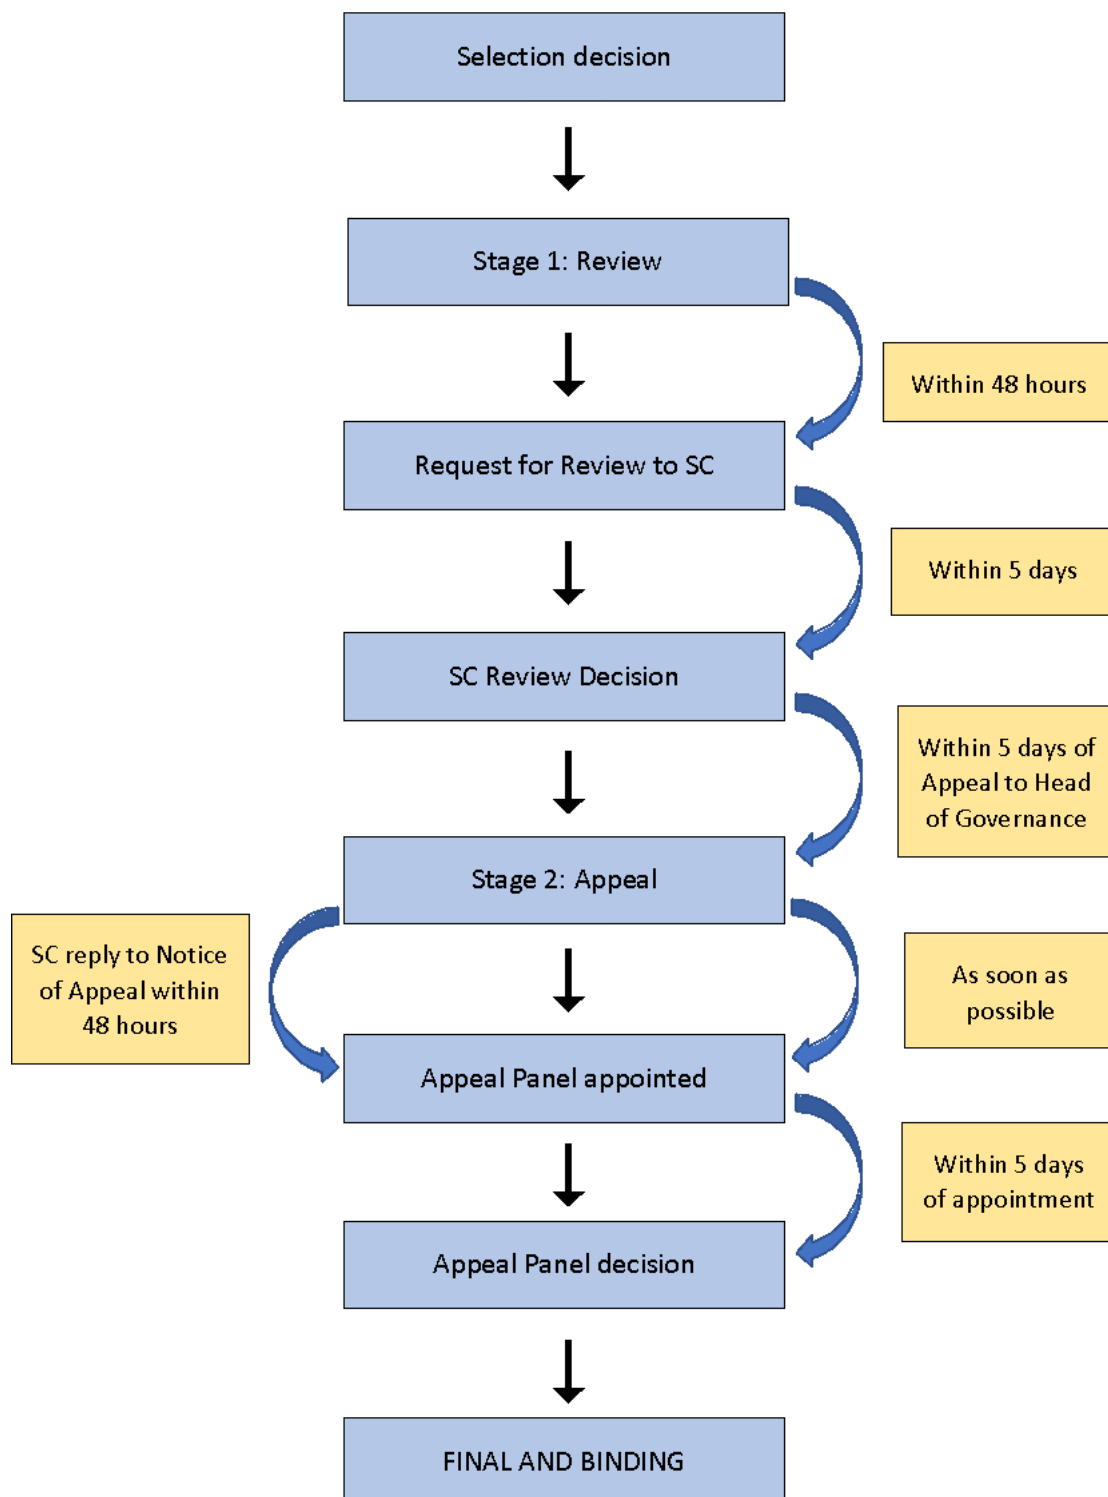 Selection decision
Stage 1: Review
Within 48 hours
Request for Review to SC
Within 5 days
SC Review Decision
Within 5 days of
Appeal to Head
of Governance
Stage 2: Appeal
SC reply to Notice
of Appeal within
48 hours
As soon as
possible
Appeal Panel appointed
Within 5 days
of appointment
Appeal Panel decision
FINAL AND BINDING